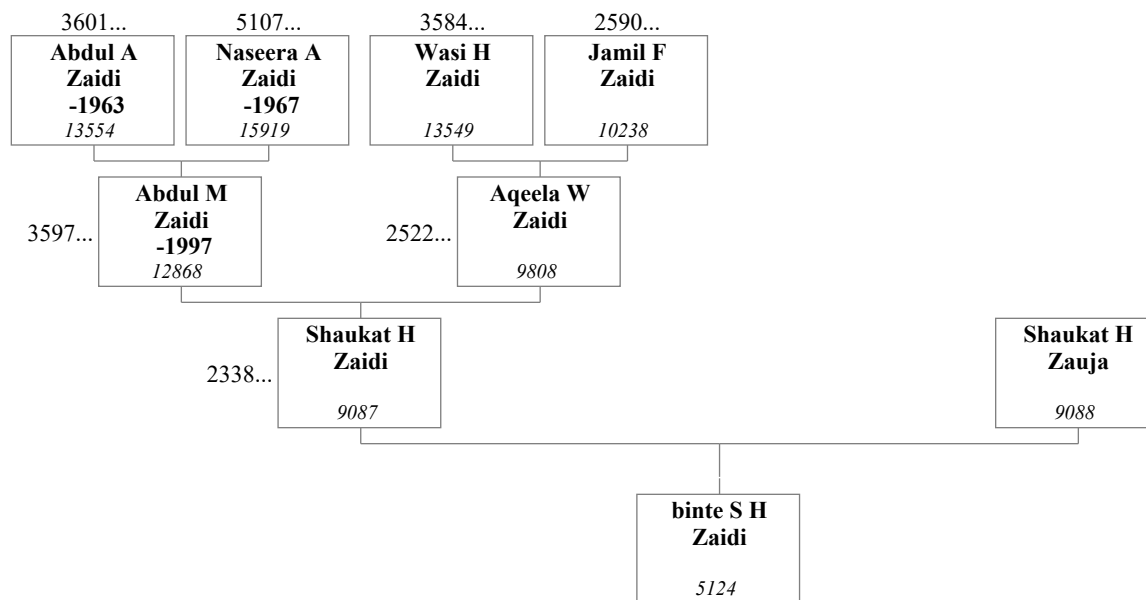 3601...
5107...
3584...
2590...
Abdul A
Zaidi
-1963
13554
Naseera A
Zaidi
-1967
15919
Wasi H
Zaidi
13549
Jamil F
Zaidi
10238
3597...
Abdul M
Zaidi
-1997
12868
2522...
Aqeela W
Zaidi
9808
2338...
Shaukat H
Zaidi
9087
Shaukat H
Zauja
9088
binte S H
Zaidi
5124